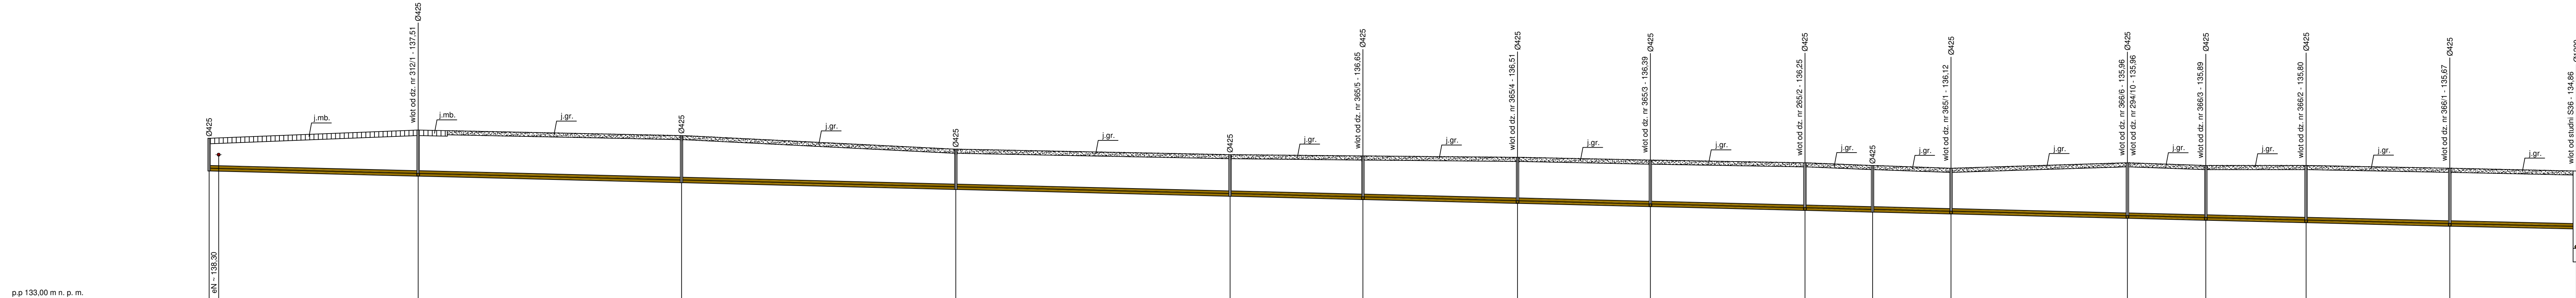 Ø425
j.mb.
Ø425
wlot od dz. nr 312/1 - 137,51
j.mb.
j.gr.
Ø425
j.gr.
Ø425
j.gr.
Ø425
j.gr.
Ø425
wlot od dz. nr 365/5 - 136,65
j.gr.
Ø425
wlot od dz. nr 365/4 - 136,51
j.gr.
Ø425
wlot od dz. nr 365/3 - 136,39
j.gr.
Ø425
wlot od dz. nr 265/2 - 136,25
j.gr.
Ø425
j.gr.
Ø425
wlot od dz. nr 365/1 - 136,12
j.gr.
Ø425
wlot od dz. nr 366/6 - 135,96
wlot od dz. nr 294/10 - 135,96
j.gr.
Ø425
wlot od dz. nr 366/3 - 135,89
j.gr.
Ø425
wlot od dz. nr 366/2 - 135,80
j.gr.
Ø425
wlot od dz. nr 366/1 - 135,67
j.gr.
wlot od studni S36 - 134,86
eN ~ 138,30
p.p 133,00 m n. p. m.